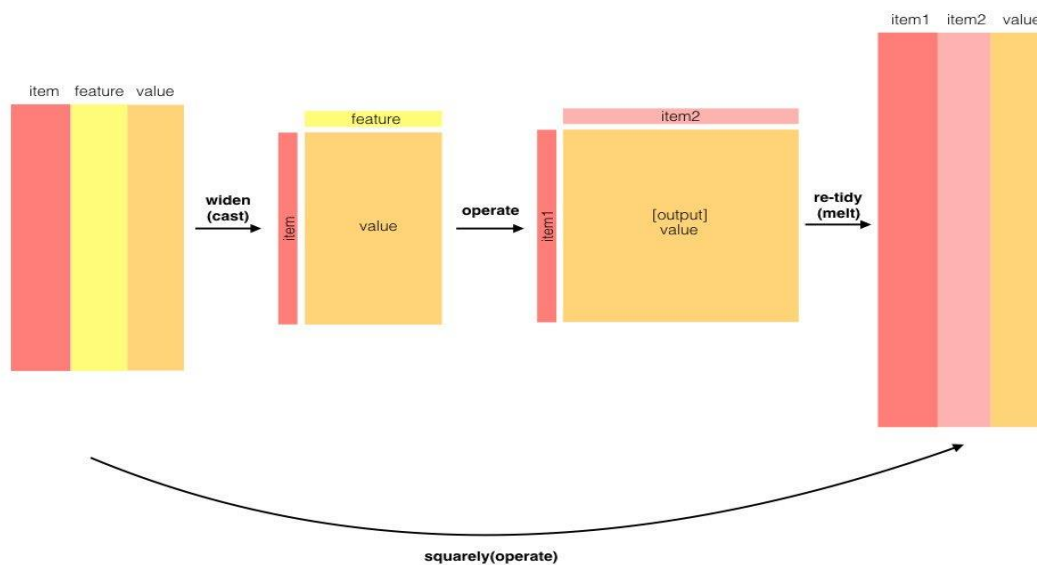 item feature value
widen
(cast)
feature
item
value
operate
item2
item1
[output]
value
re-tidy
(melt)
item1 item2 value
squarely(operate)